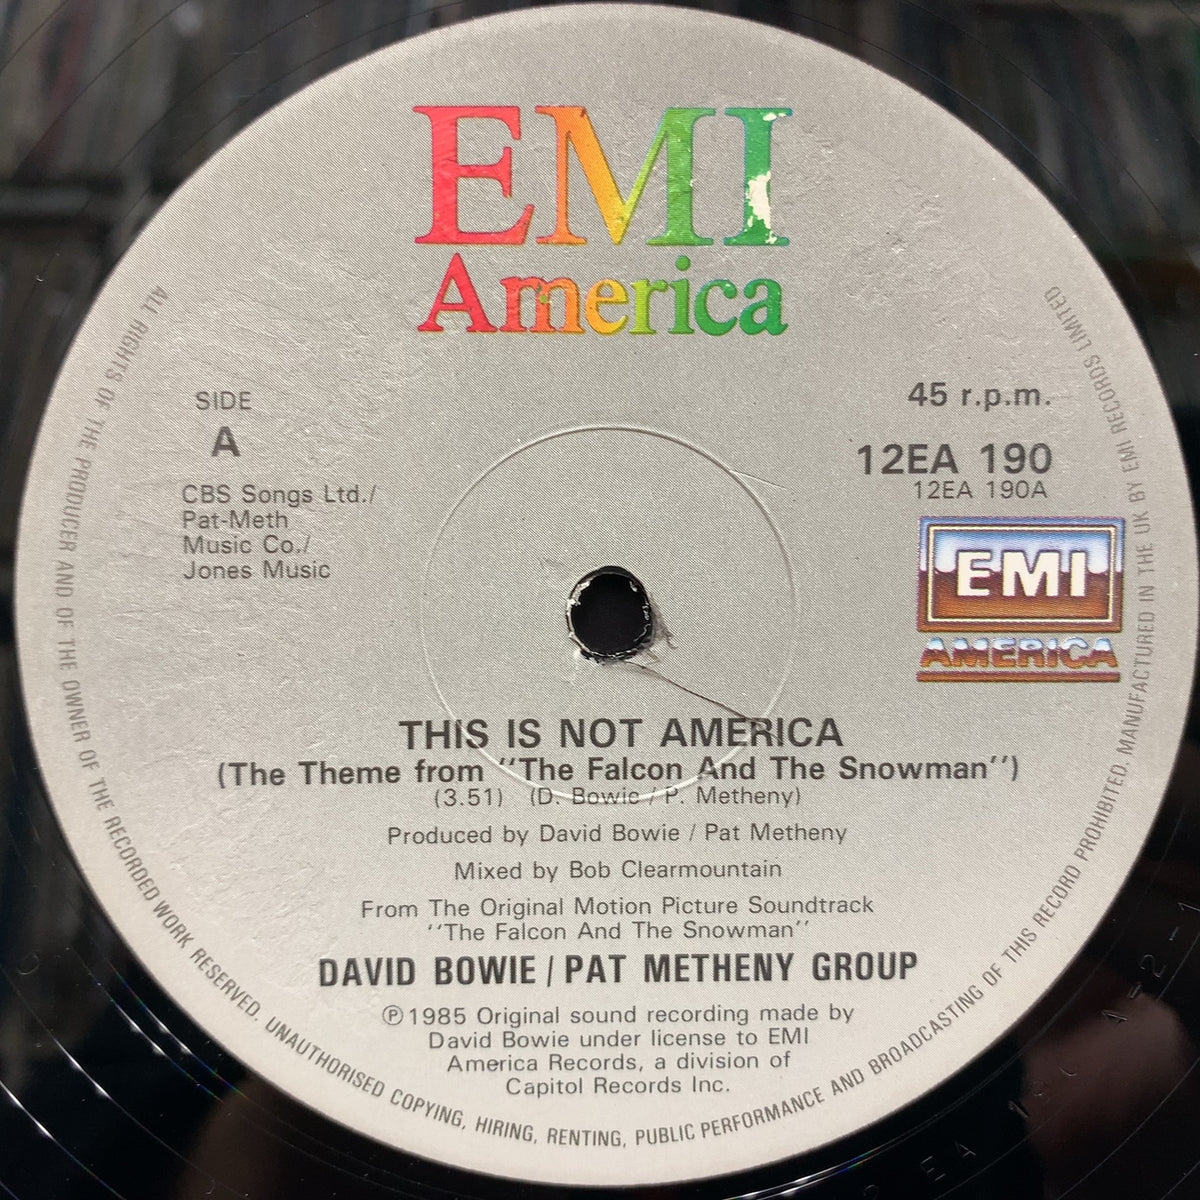 EMI
America
SIDE
A
45 r.p.m.
12EA 190
12EA 190A
CBS Songs Ltd./
Pat-Meth
Music Co./
Jones Music
EMI
AMERICA
THIS IS NOT AMERICA
(The Theme from ''The Falcon And The Snowman'')
(3.51) (D. Bowie / P. Metheny)
Produced by David Bowie / Pat Metheny
Mixed by Bob Clearmountain
From The Original Motion Picture Soundtrack
''The Falcon And The Snowman''
DAVID BOWIE / PAT METHENY GROUP
℗1985 Original sound recording made by
David Bowie under license to EMI
America Records, a division of
Capitol Records Inc.
ALL RIGHTS OF THE PRODUCER AND OF THE OWNER OF THE RECORDED WORK RESERVED. UNAUTHORISED COPYING, HIRING, RENTING, PUBLIC PERFORMANCE AND BROADCASTING OF THIS RECORD PROHIBITED. MANUFACTURED IN THE UK BY EMI RECORDS LIMITED